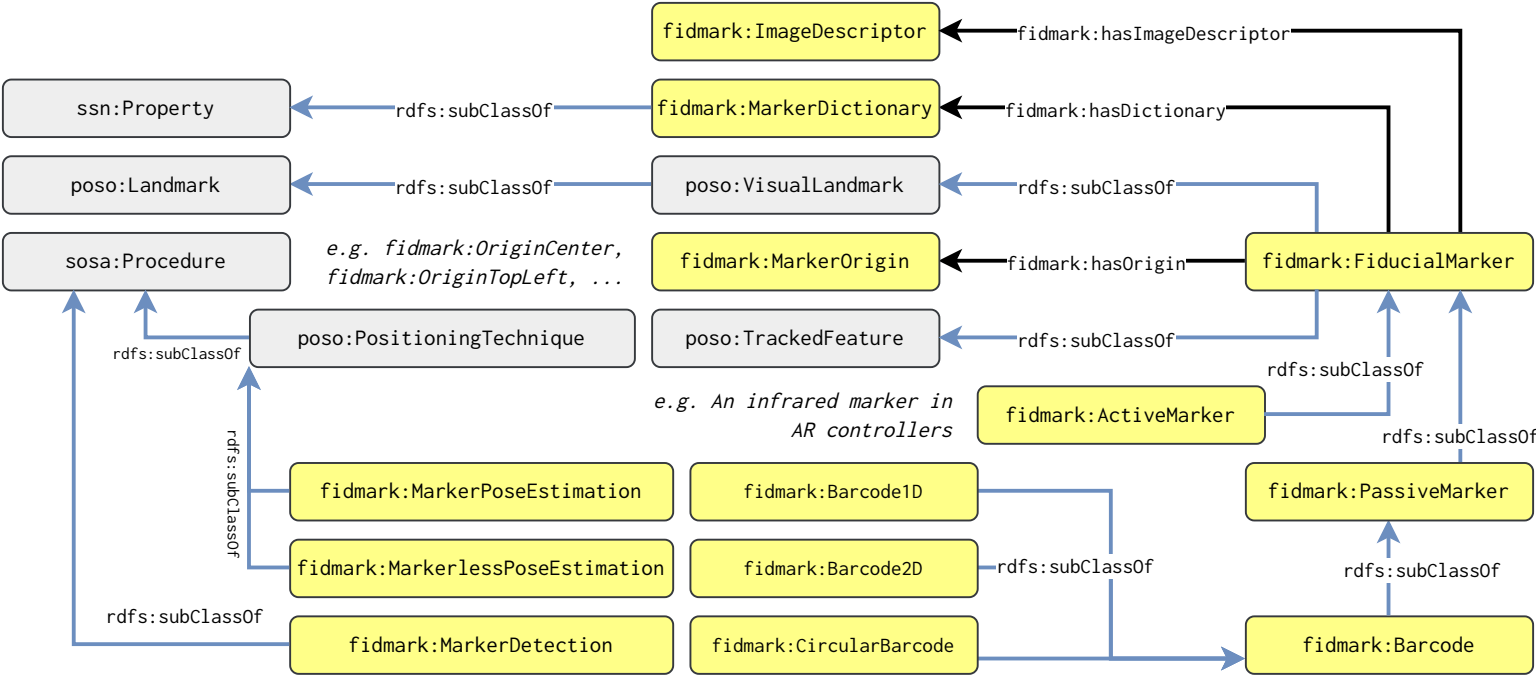 fidmark:ImageDescriptor
fidmark:hasImageDescriptor
ssn:Property
rdfs:subClassOf
fidmark:MarkerDictionary
fidmark:hasDictionary
poso:Landmark
rdfs:subClassOf
poso:VisualLandmark
rdfs:subClassOf
sosa:Procedure
e.g. fidmark:OriginCenter,
fidmark:OriginTopLeft, ...
fidmark:MarkerOrigin
fidmark:hasOrigin
fidmark:FiducialMarker
poso:PositioningTechnique
poso:TrackedFeature
rdfs:subClassOf
rdfs:subClassOf
rdfs:subClassOf
e.g. An infrared marker in
AR controllers
fidmark:ActiveMarker
rdfs:subClassOf
rdfs:subClassOf
fidmark:MarkerPoseEstimation
fidmark:Barcode1D
fidmark:PassiveMarker
fidmark:MarkerlessPoseEstimation
fidmark:Barcode2D
rdfs:subClassOf
rdfs:subClassOf
rdfs:subClassOf
fidmark:MarkerDetection
fidmark:CircularBarcode
fidmark:Barcode